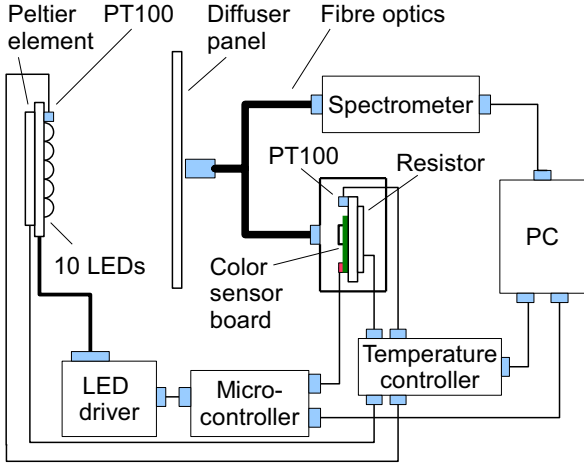 Peltier
element
PT100
Diffuser
panel
Fibre optics
Spectrometer
PT100
Resistor
PC
10 LEDs
Color
sensor
board
Temperature
controller
LED
driver
Micro-
controller